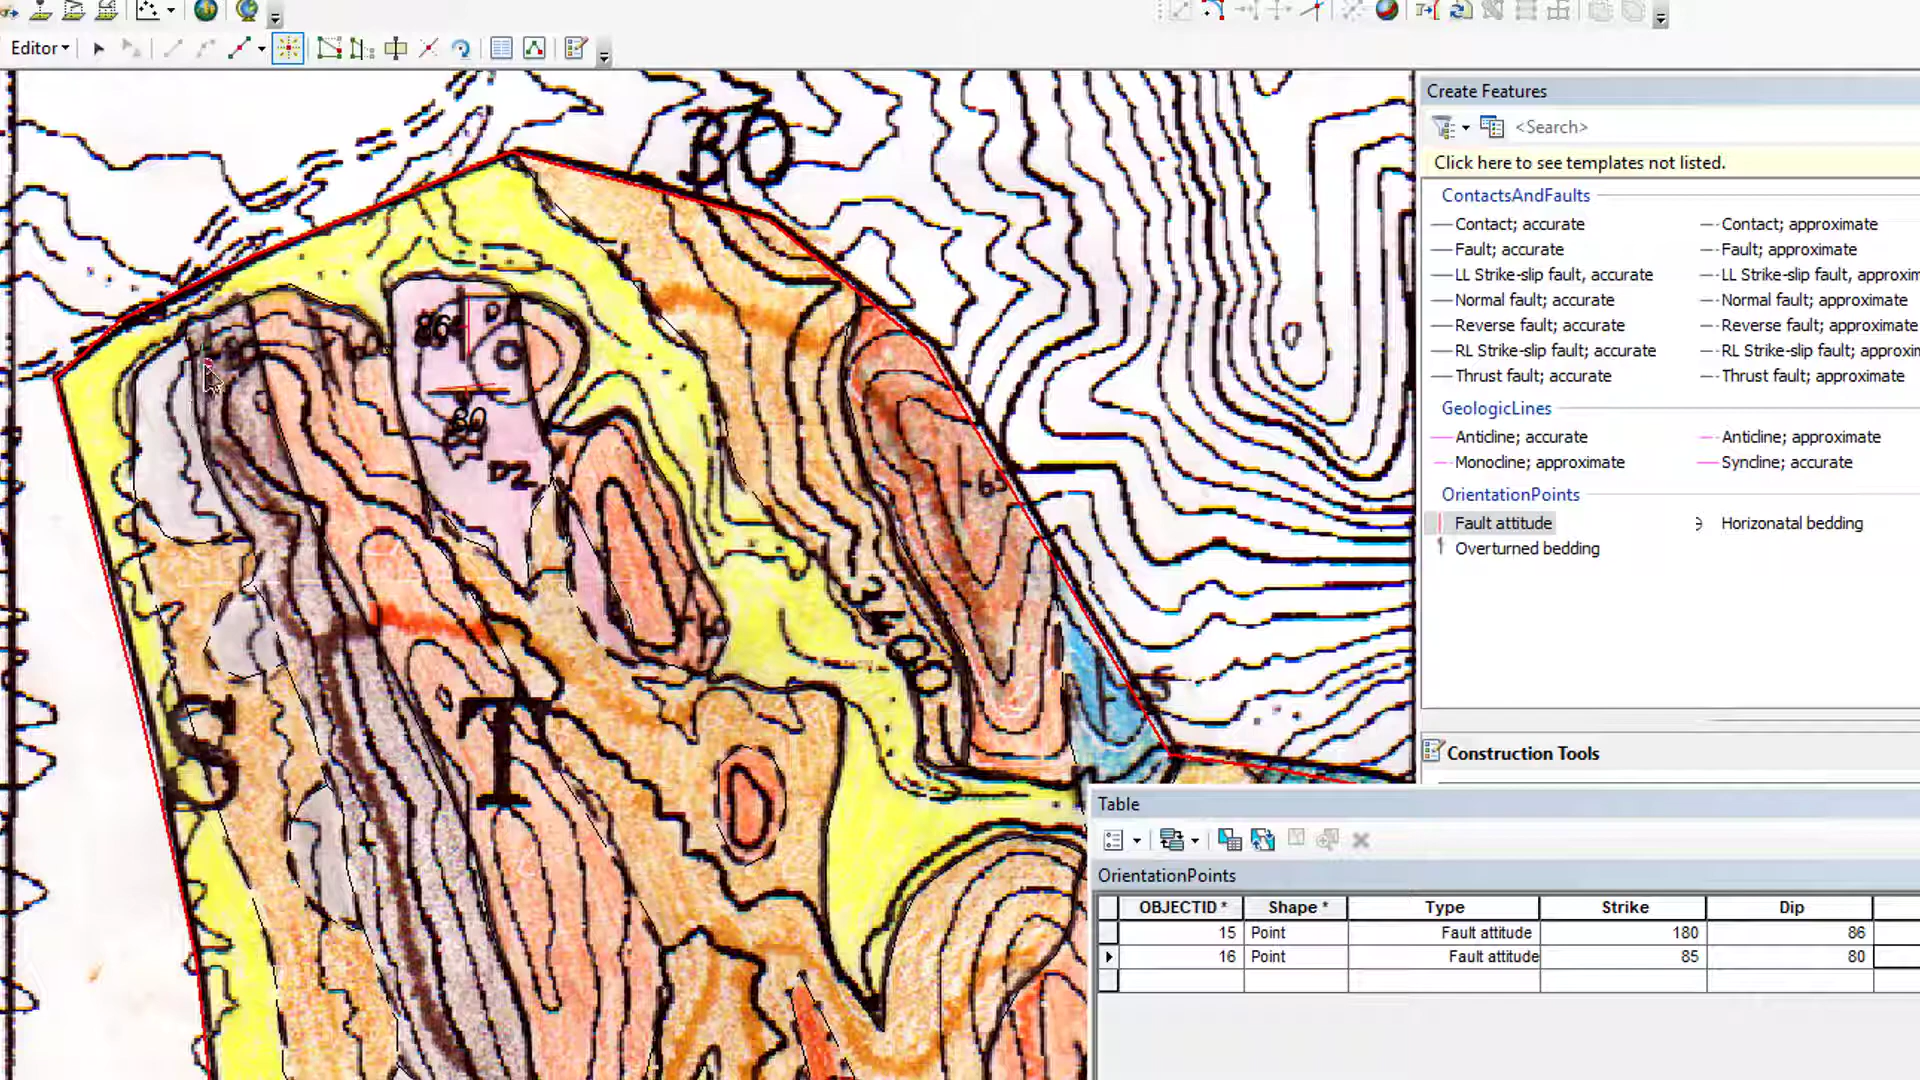 Editor
Create Features
<Search>
Click here to see templates not listed.
ContactsAndFaults
Contact; accurate
Contact; approximate
Fault; accurate
Fault; approximate
LL Strike-slip fault, accurate
LL Strike-slip fault, approxim
Normal fault; accurate
Normal fault; approximate
Reverse fault; accurate
Reverse fault; approximate
RL Strike-slip fault; accurate
RL Strike-slip fault; approxim
Thrust fault; accurate
Thrust fault; approximate
GeologicLines
Anticline; accurate
Anticline; approximate
Monocline; approximate
Syncline; accurate
OrientationPoints
Fault attitude
Horizonatal bedding
Overturned bedding
Construction Tools
Table
OrientationPoints
OBJECTID * Shape * Type Strike Dip
15 Point Fault attitude 180 86
16 Point Fault attitude 85 80
BO
86
80
D2
3400
S
T